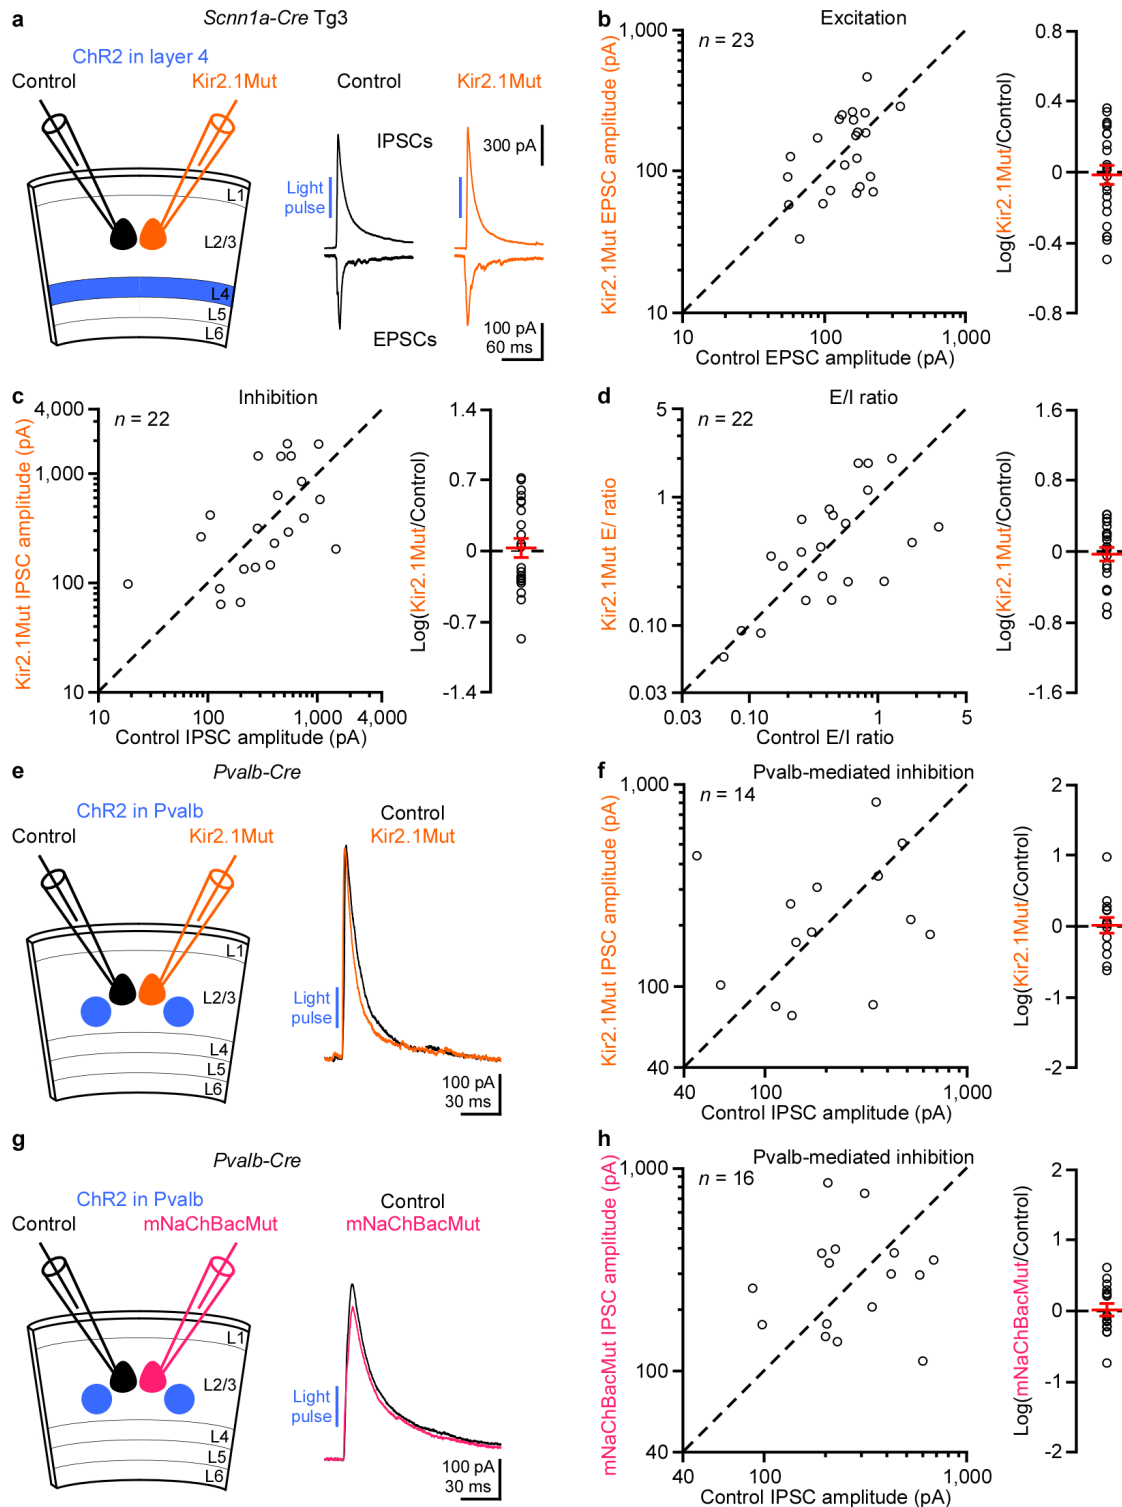 a
Scnn1a-Cre Tg3
ChR2 in layer 4
Control
Kir2.1Mut
L1
L2/3
L4
L5
L6
Control
Kir2.1Mut
IPSCs
300 pA
Light
pulse
EPSCs
100 pA
60 ms
b
Excitation
n = 23
Kir2.1Mut EPSC amplitude (pA)
1,000
100
10
10
100
1,000
Control EPSC amplitude (pA)
Log(Kir2.1Mut/Control)
0.8
0.4
0
-0.4
-0.8
c
Inhibition
n = 22
Kir2.1Mut IPSC amplitude (pA)
4,000
1,000
100
10
10
100
1,000
4,000
Control IPSC amplitude (pA)
Log(Kir2.1Mut/Control)
1.4
0.7
0
-0.7
-1.4
d
E/I ratio
n = 22
Kir2.1Mut E/ ratio
5
1
0.10
0.03
0.03
0.10
1
5
Control E/I ratio
Log(Kir2.1Mut/Control)
1.6
0.8
0
-0.8
-1.6
e
Pvalb-Cre
ChR2 in Pvalb
Control
Kir2.1Mut
L1
L2/3
L4
L5
L6
Control
Kir2.1Mut
Light
pulse
100 pA
30 ms
f
Pvalb-mediated inhibition
n = 14
Kir2.1Mut IPSC amplitude (pA)
1,000
100
40
40
100
1,000
Control IPSC amplitude (pA)
Log(Kir2.1Mut/Control)
2
1
0
-1
-2
g
Pvalb-Cre
ChR2 in Pvalb
Control
mNaChBacMut
L1
L2/3
L4
L5
L6
Control
mNaChBacMut
Light
pulse
100 pA
30 ms
h
Pvalb-mediated inhibition
n = 16
mNaChBacMut IPSC amplitude (pA)
1,000
100
40
40
100
1,000
Control IPSC amplitude (pA)
Log(mNaChBacMut/Control)
2
1
0
-1
-2